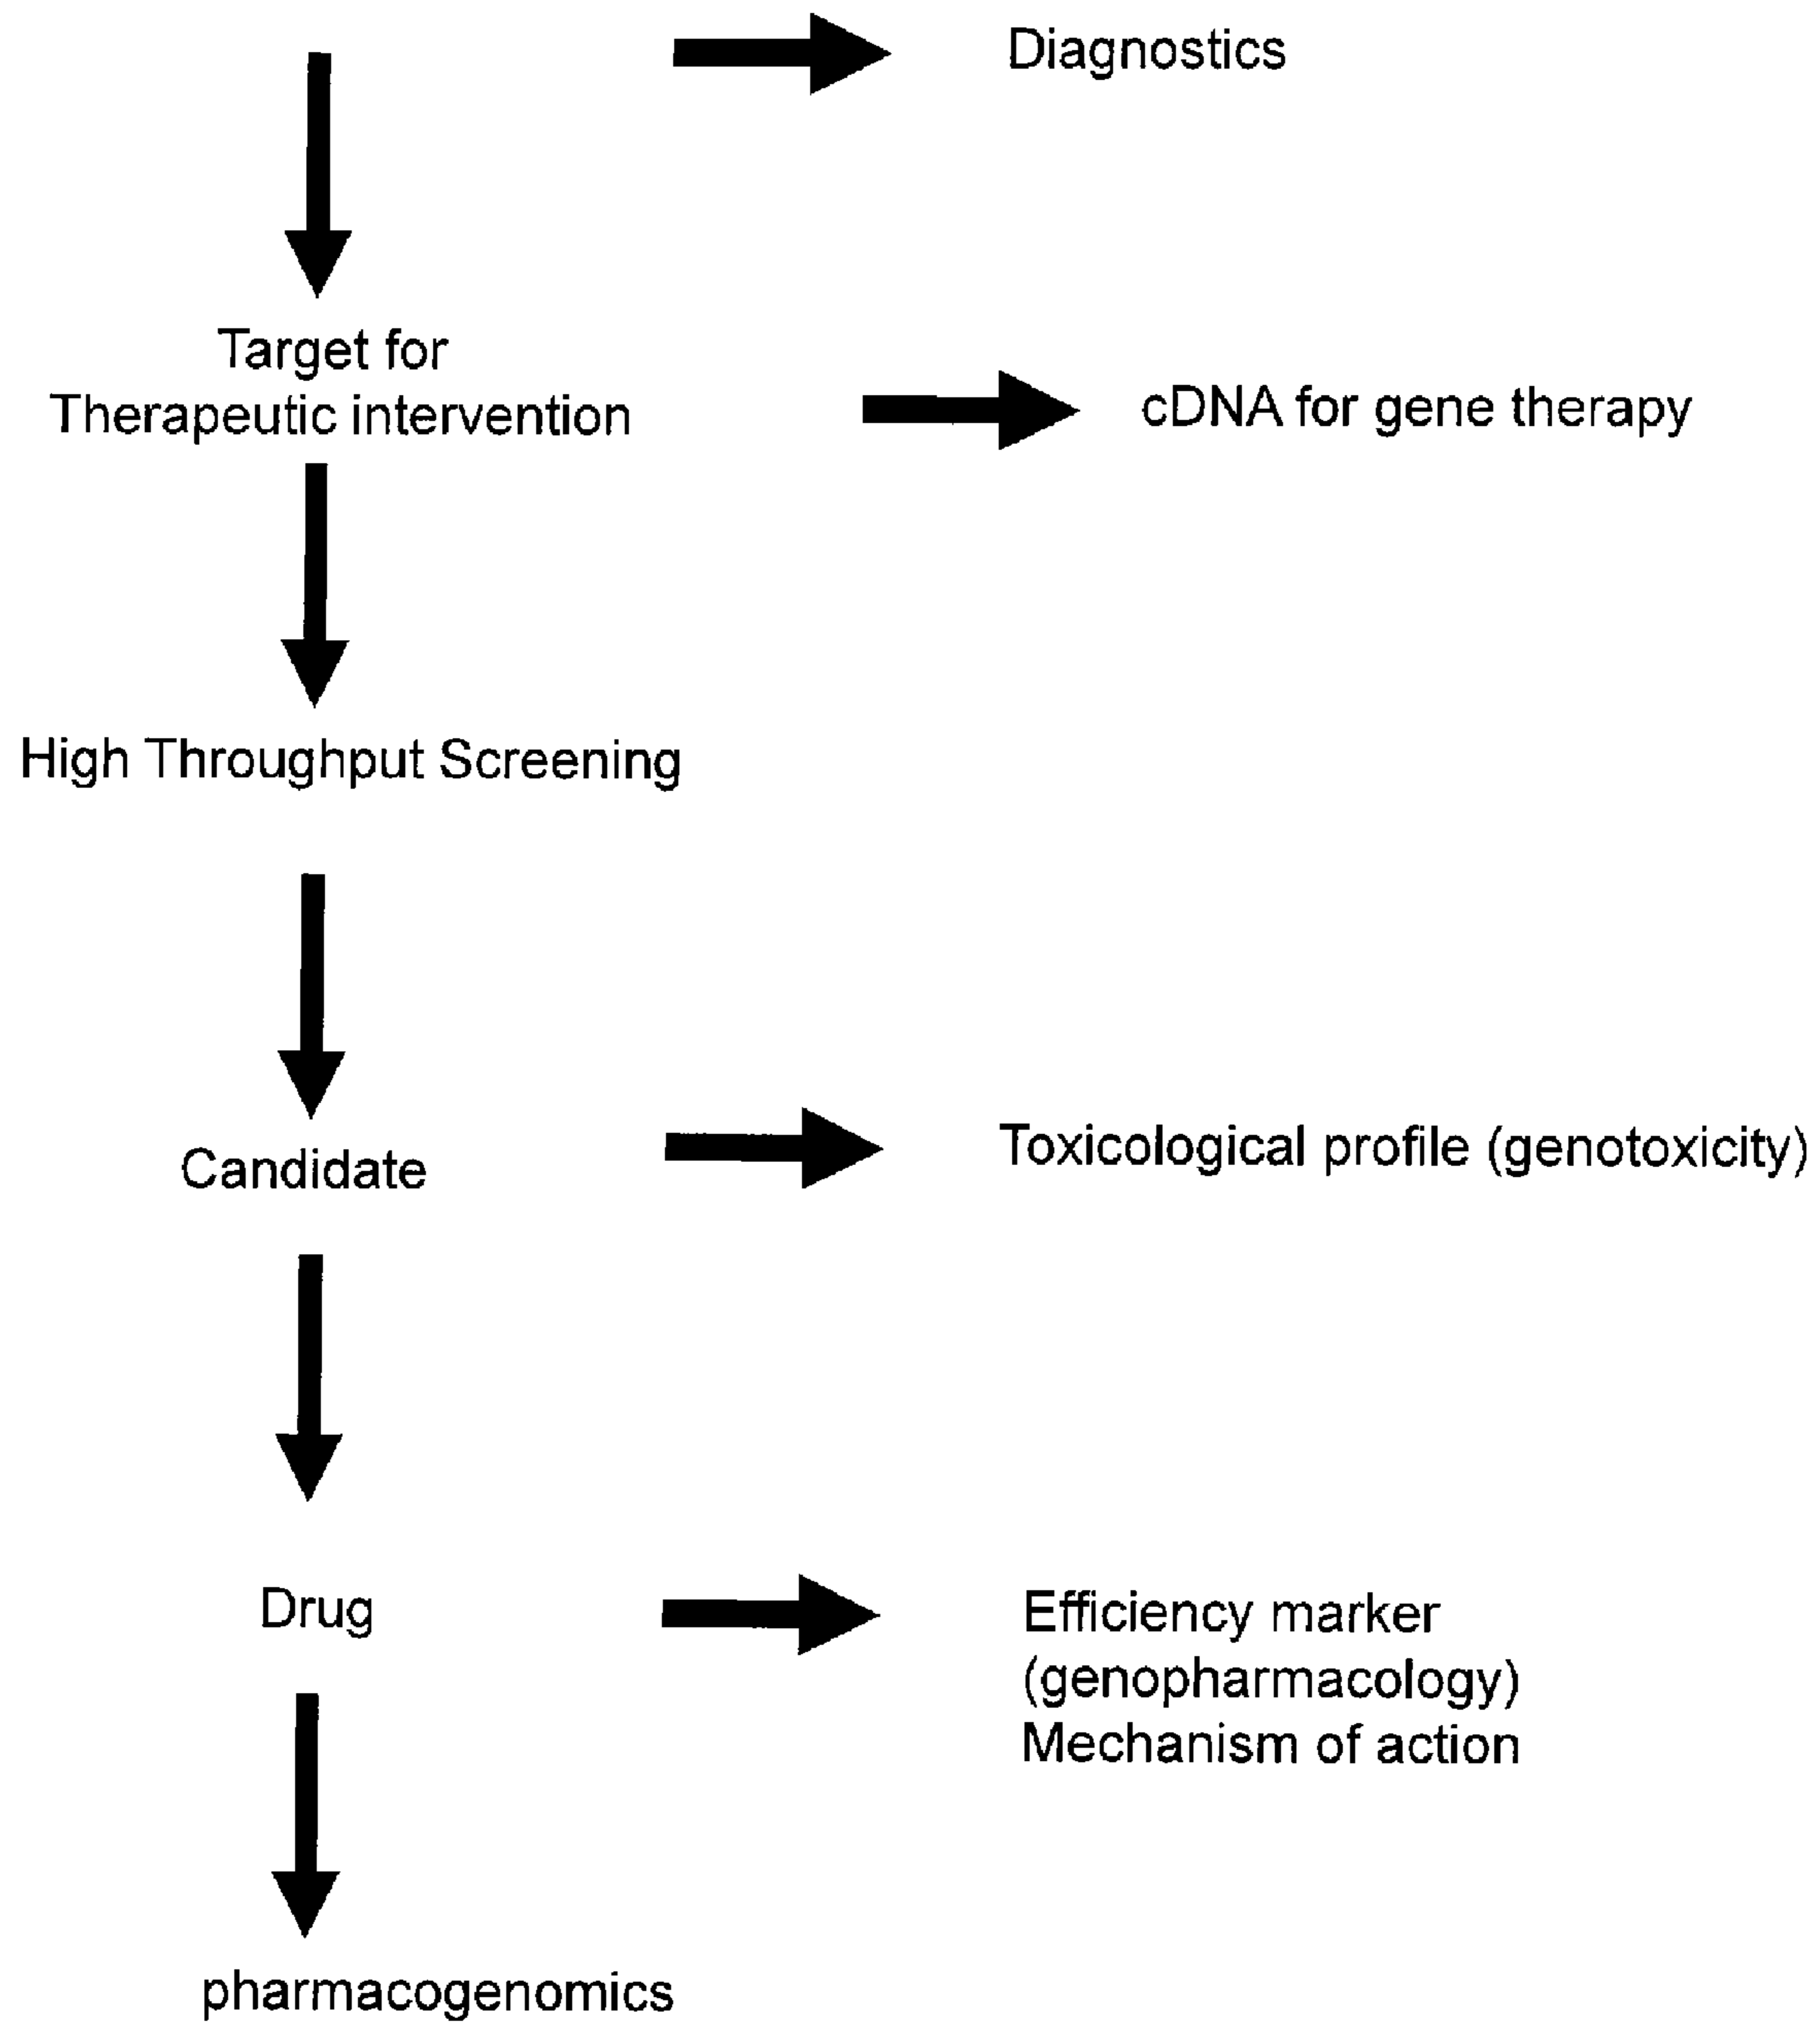 Diagnostics
Target for
Therapeutic intervention
cDNA for gene therapy
High Throughput Screening
Candidate
Toxicological profile (genotoxicity)
Drug
Efficiency marker
(genopharmacology)
Mechanism of action
pharmacogenomics